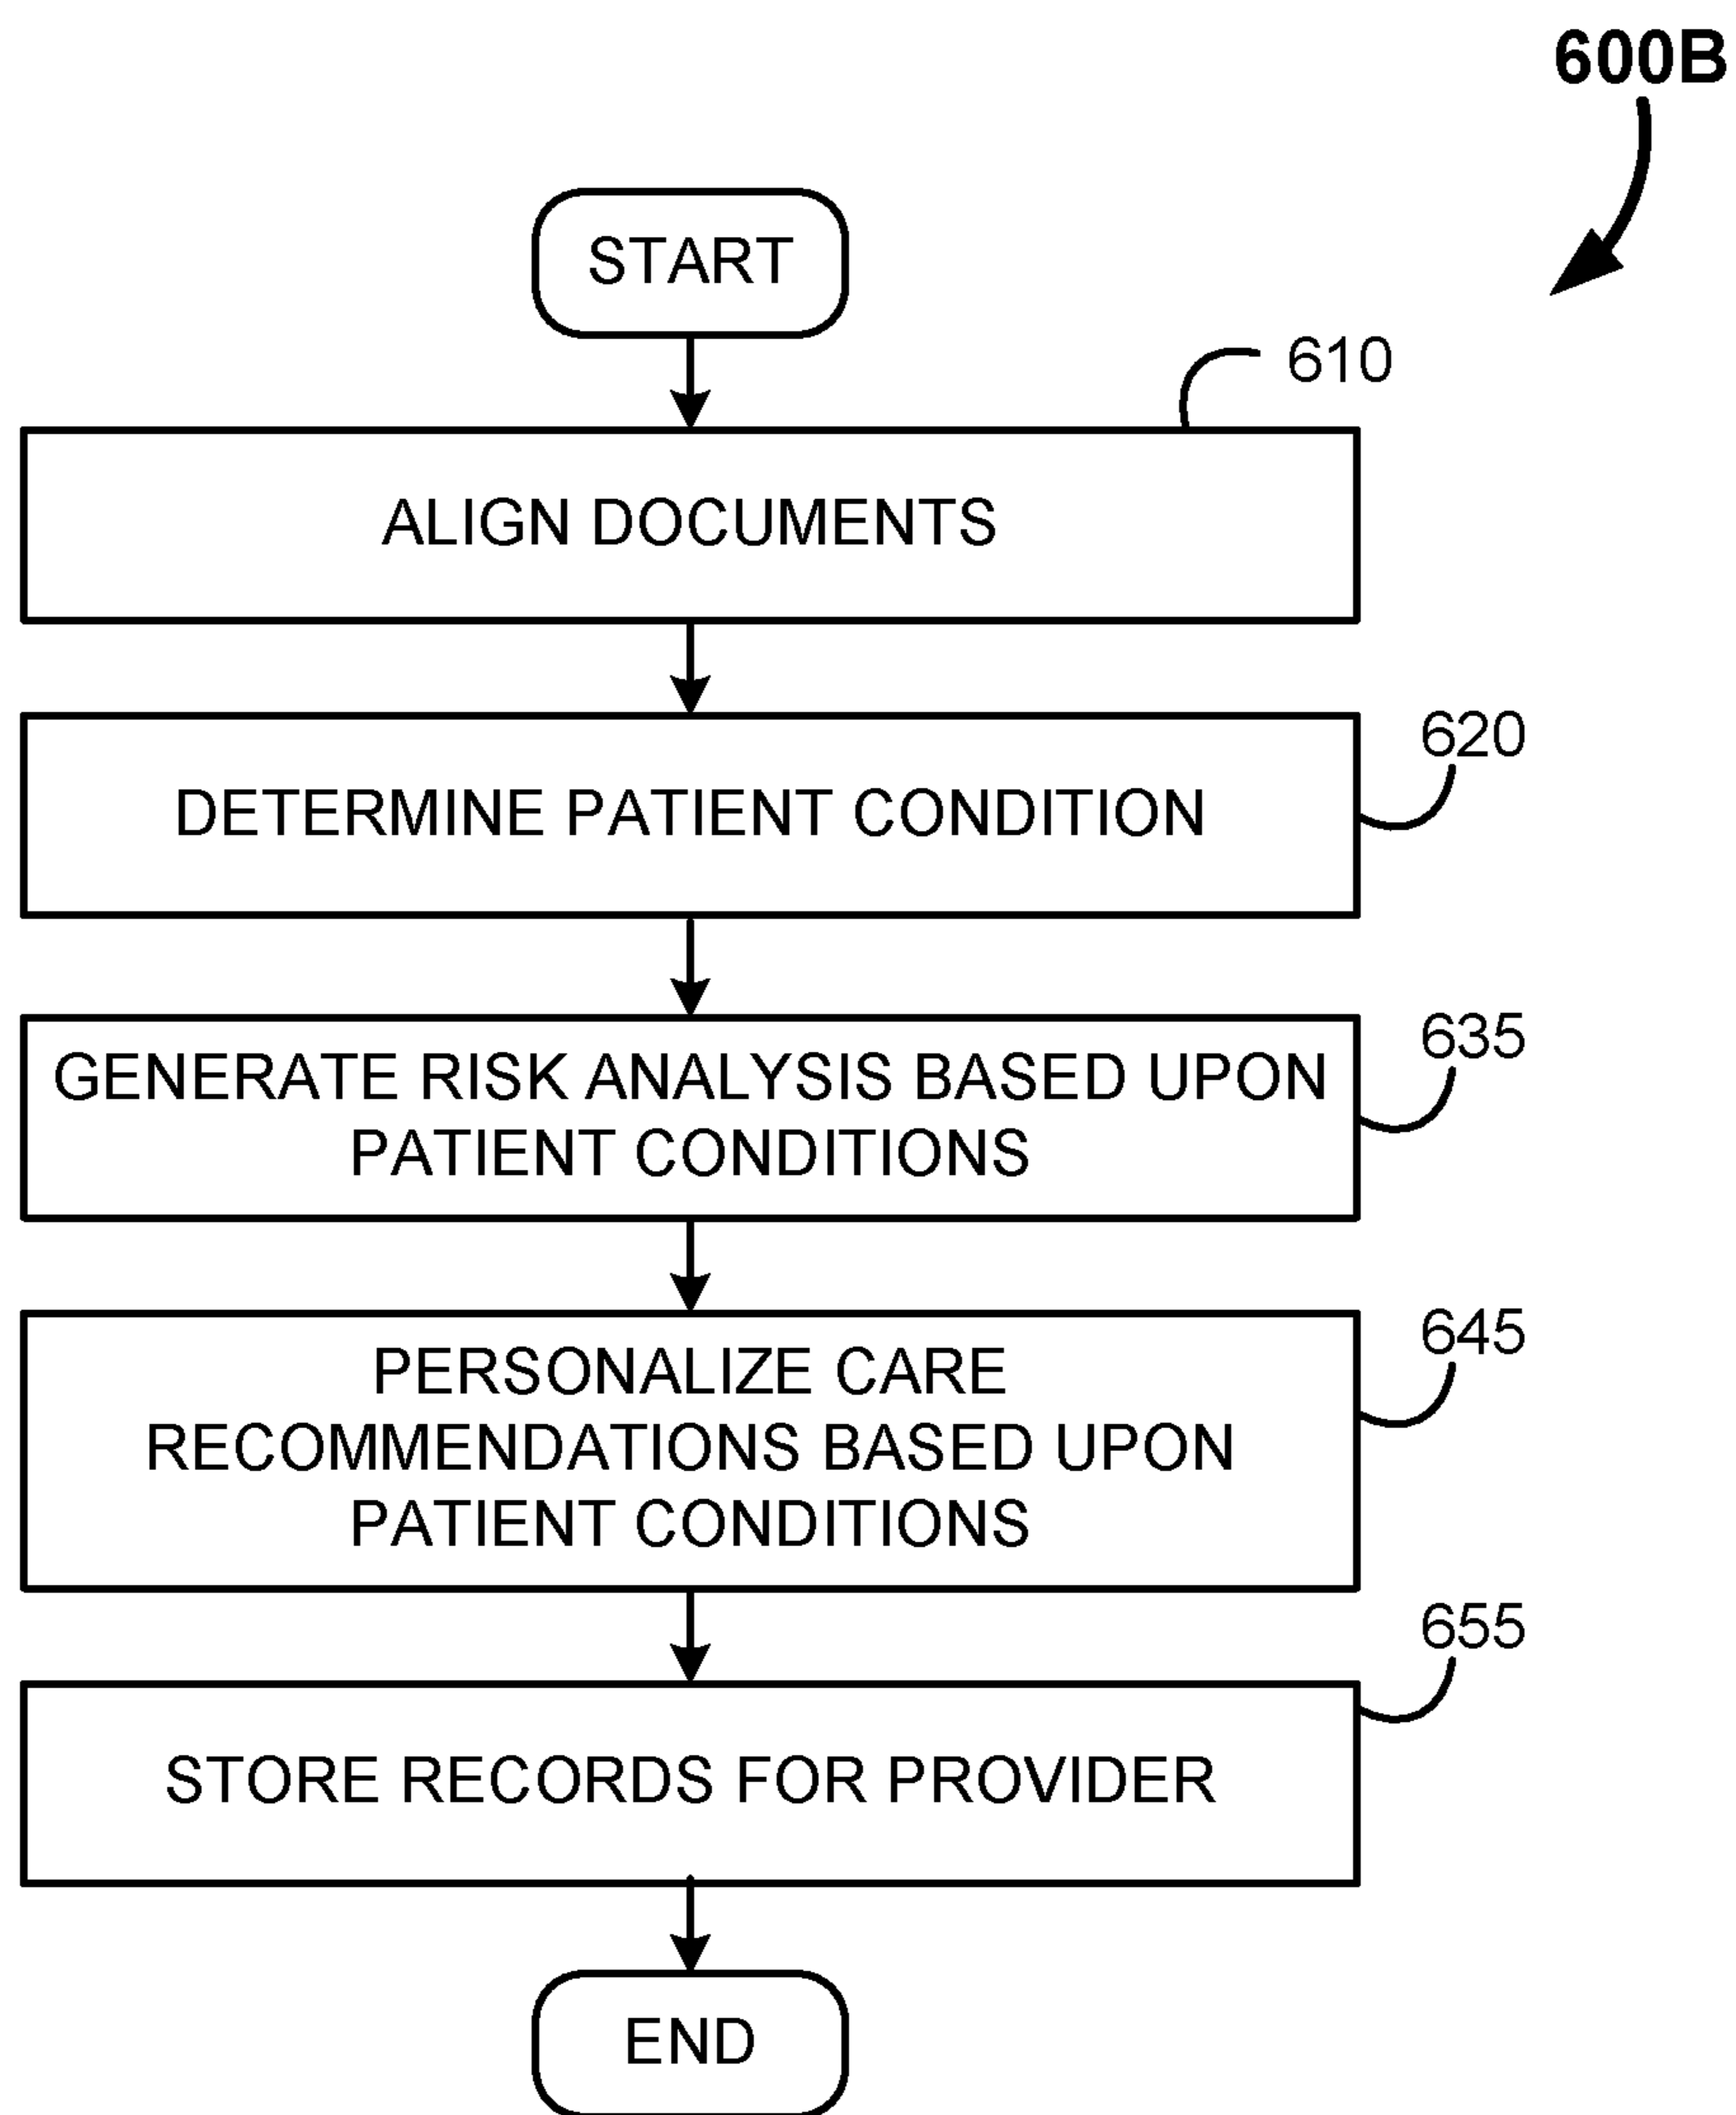 600B
START
610
ALIGN DOCUMENTS
620
DETERMINE PATIENT CONDITION
635
GENERATE RISK ANALYSIS BASED UPON
PATIENT CONDITIONS
645
PERSONALIZE CARE
RECOMMENDATIONS BASED UPON
PATIENT CONDITIONS
655
STORE RECORDS FOR PROVIDER
END